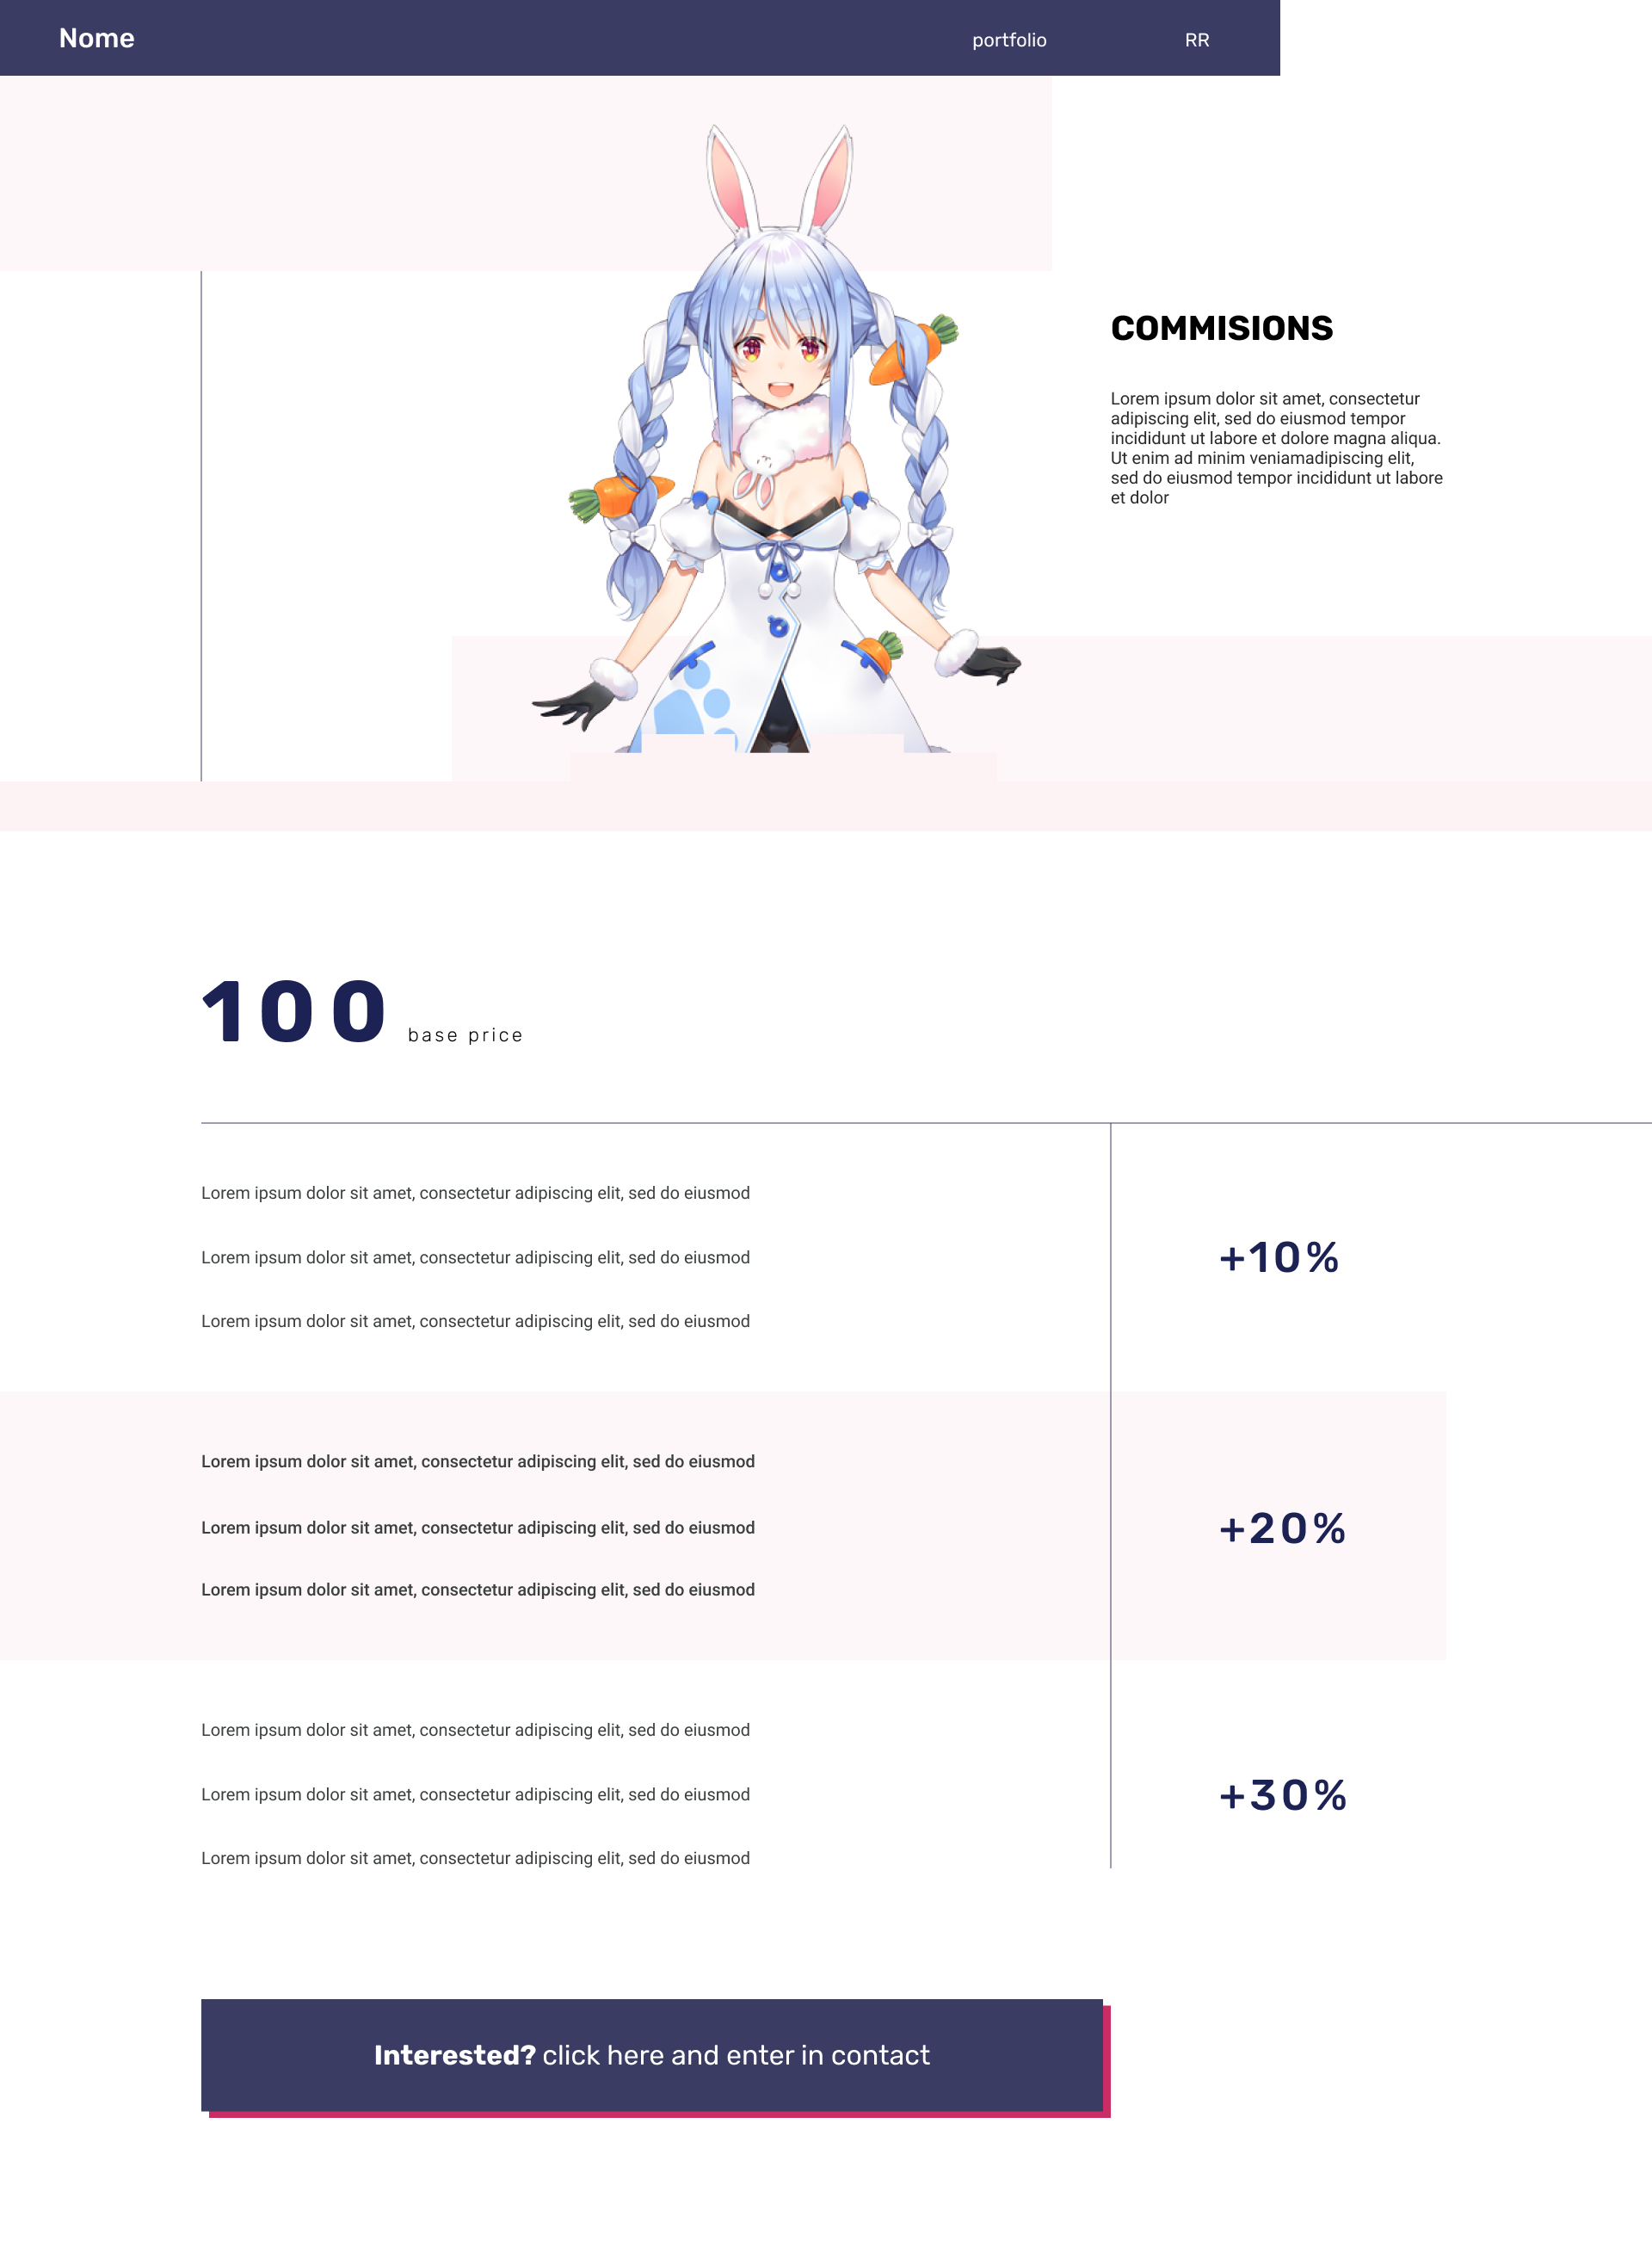 Nome
portfolio
RR
COMMISIONS
Lorem ipsum dolor sit amet, consectetur
adipiscing elit, sed do eiusmod tempor
incididunt ut labore et dolore magna aliqua.
Ut enim ad minim veniamadipiscing elit,
sed do eiusmod tempor incididunt ut labore
et dolor
100 base price
Lorem ipsum dolor sit amet, consectetur adipiscing elit, sed do eiusmod
Lorem ipsum dolor sit amet, consectetur adipiscing elit, sed do eiusmod
Lorem ipsum dolor sit amet, consectetur adipiscing elit, sed do eiusmod
+10%
Lorem ipsum dolor sit amet, consectetur adipiscing elit, sed do eiusmod
Lorem ipsum dolor sit amet, consectetur adipiscing elit, sed do eiusmod
Lorem ipsum dolor sit amet, consectetur adipiscing elit, sed do eiusmod
+20%
Lorem ipsum dolor sit amet, consectetur adipiscing elit, sed do eiusmod
Lorem ipsum dolor sit amet, consectetur adipiscing elit, sed do eiusmod
Lorem ipsum dolor sit amet, consectetur adipiscing elit, sed do eiusmod
+30%
Interested? click here and enter in contact